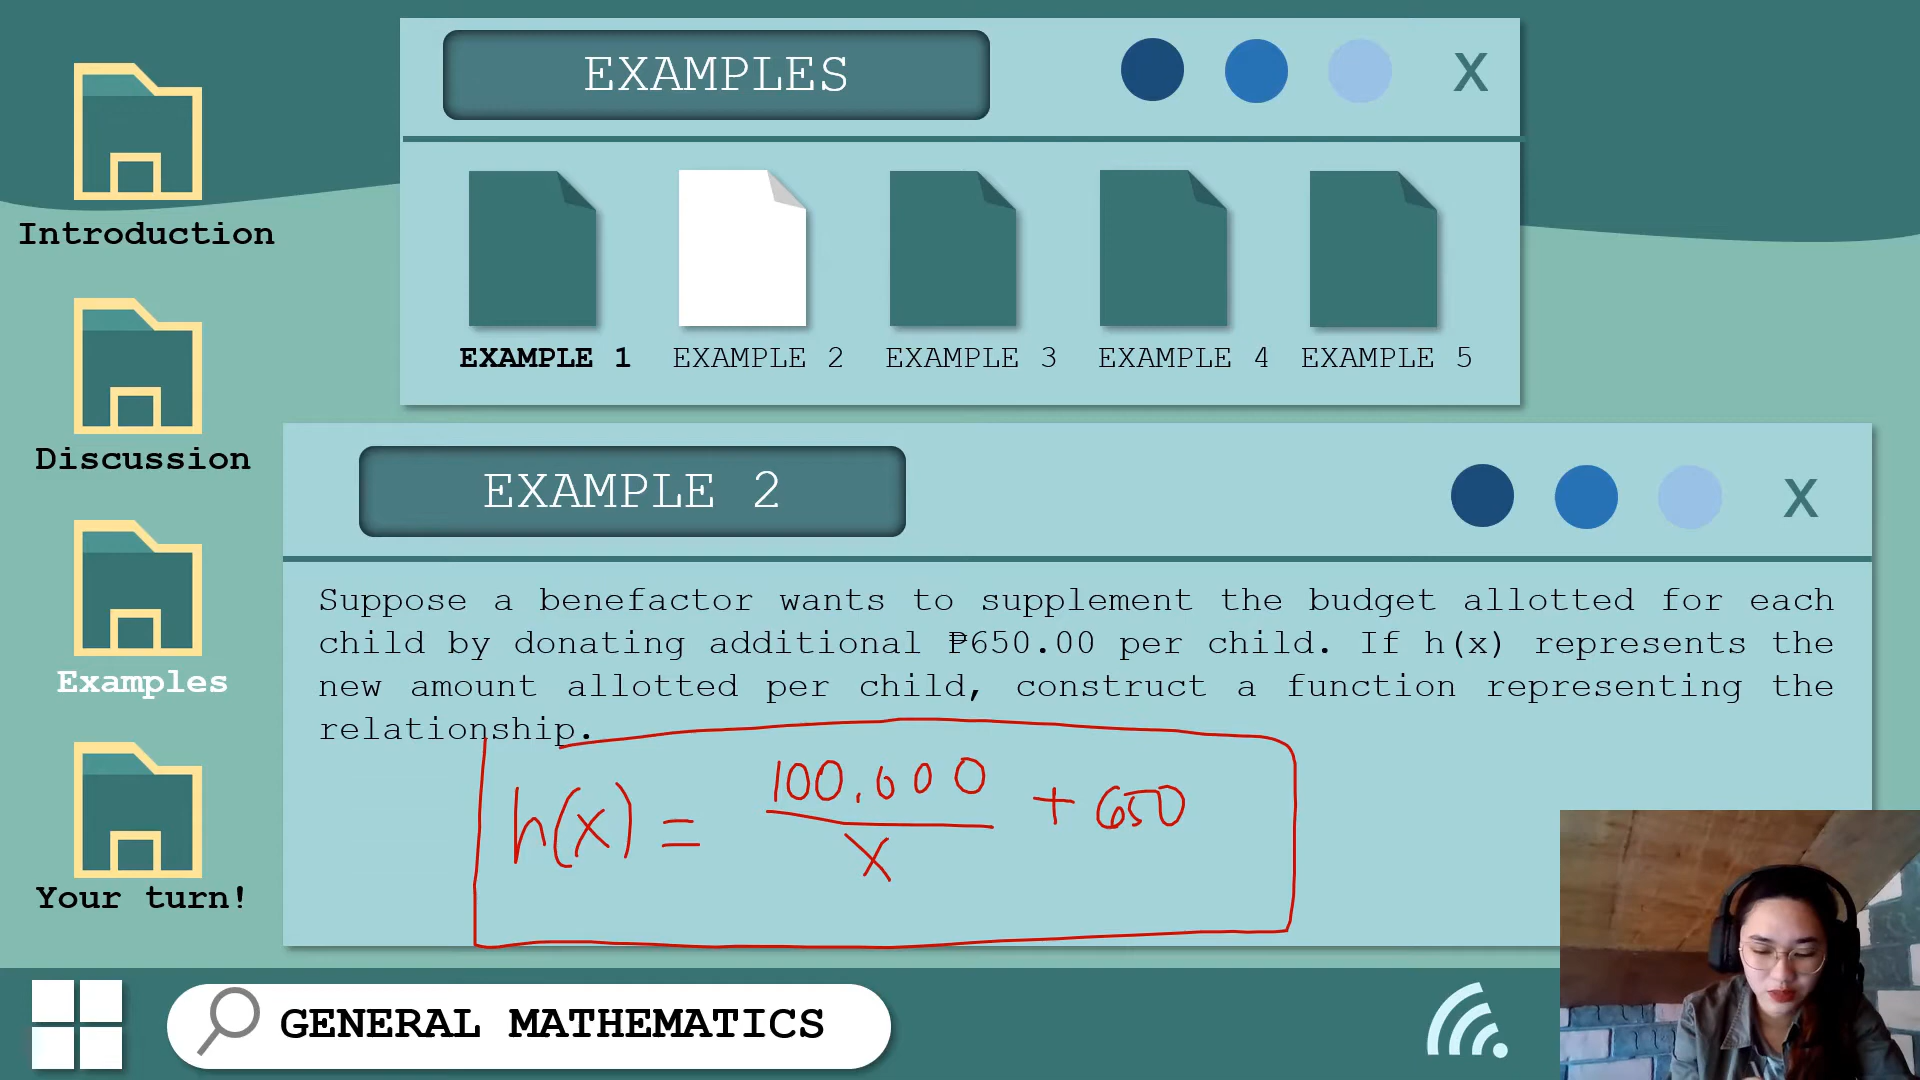 EXAMPLES
X
EXAMPLE 1
EXAMPLE 2
EXAMPLE 3
EXAMPLE 4
EXAMPLE 5
Introduction
Discussion
Examples
Your turn!
EXAMPLE 2
X
Suppose a benefactor wants to supplement the budget allotted for each
child by donating additional ₱650.00 per child. If h(x) represents the
new amount allotted per child, construct a function representing the
relationship.
h(x) = 100,000/x + 650
GENERAL MATHEMATICS